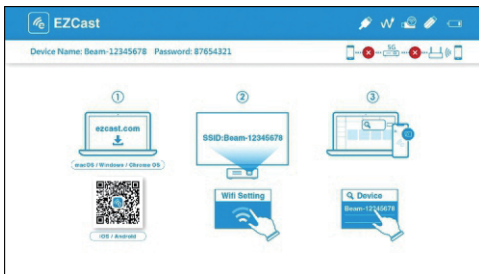 EZCast
Device Name: Beam-12345678 Password: 87654321
5G
① ② ③
ezcast.com
SSID:Beam-12345678
macOS / Windows / Chrome OS
Wifi Setting
Device
Beam-12345678
iOS / Android